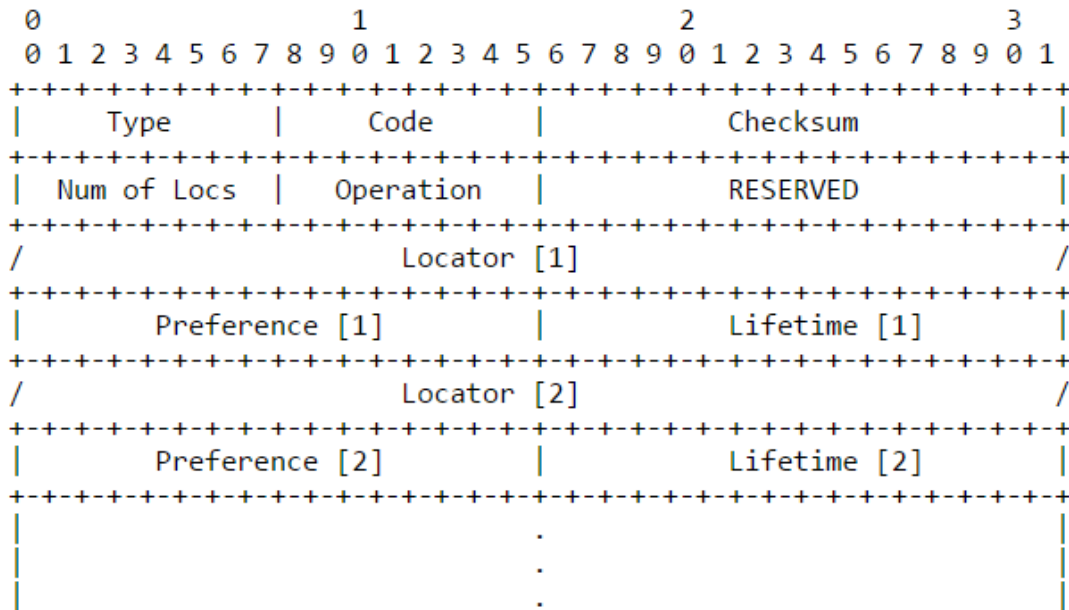 0                   1                   2                   3
 0 1 2 3 4 5 6 7 8 9 0 1 2 3 4 5 6 7 8 9 0 1 2 3 4 5 6 7 8 9 0 1
+-+-+-+-+-+-+-+-+-+-+-+-+-+-+-+-+-+-+-+-+-+-+-+-+-+-+-+-+-+-+-+-+
|     Type      |     Code      |           Checksum            |
+-+-+-+-+-+-+-+-+-+-+-+-+-+-+-+-+-+-+-+-+-+-+-+-+-+-+-+-+-+-+-+-+
|  Num of Locs  |   Operation   |           RESERVED            |
+-+-+-+-+-+-+-+-+-+-+-+-+-+-+-+-+-+-+-+-+-+-+-+-+-+-+-+-+-+-+-+-+
/                       Locator [1]                             /
+-+-+-+-+-+-+-+-+-+-+-+-+-+-+-+-+-+-+-+-+-+-+-+-+-+-+-+-+-+-+-+-+
|        Preference [1]         |           Lifetime [1]        |
+-+-+-+-+-+-+-+-+-+-+-+-+-+-+-+-+-+-+-+-+-+-+-+-+-+-+-+-+-+-+-+-+
/                       Locator [2]                             /
+-+-+-+-+-+-+-+-+-+-+-+-+-+-+-+-+-+-+-+-+-+-+-+-+-+-+-+-+-+-+-+-+
|        Preference [2]         |           Lifetime [2]        |
+-+-+-+-+-+-+-+-+-+-+-+-+-+-+-+-+-+-+-+-+-+-+-+-+-+-+-+-+-+-+-+-+
|                               .                               |
|                               .                               |
|                               .                               |